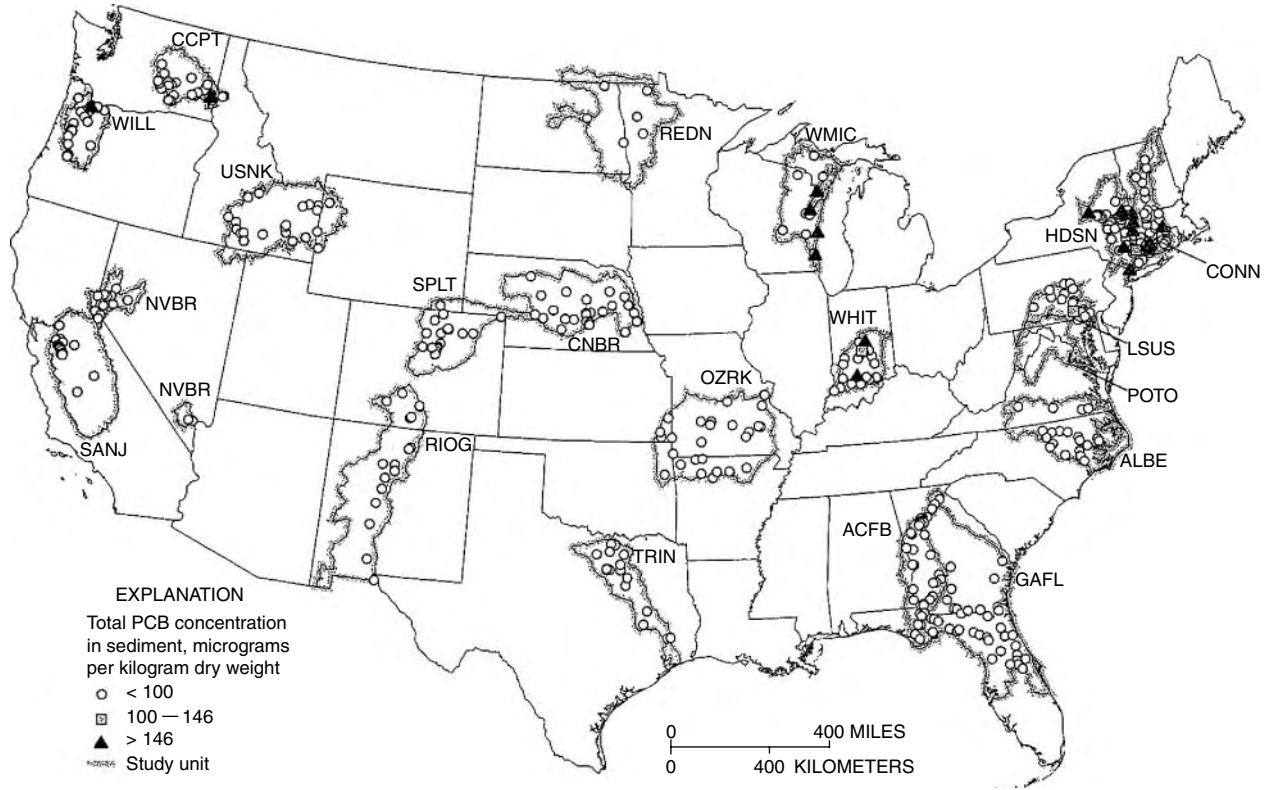 CCPT
WILL
USNK
REDN
WMIC
HDSN
CONN
NVBR
SPLT
CNBR
WHIT
LSUS
POTO
NVBR
OZRK
SANJ
RIOG
ALBE
ACFB
TRIN
GAFL
EXPLANATION
Total PCB concentration
in sediment, micrograms
per kilogram dry weight
< 100
100 — 146
> 146
Study unit
0 400 MILES
0 400 KILOMETERS